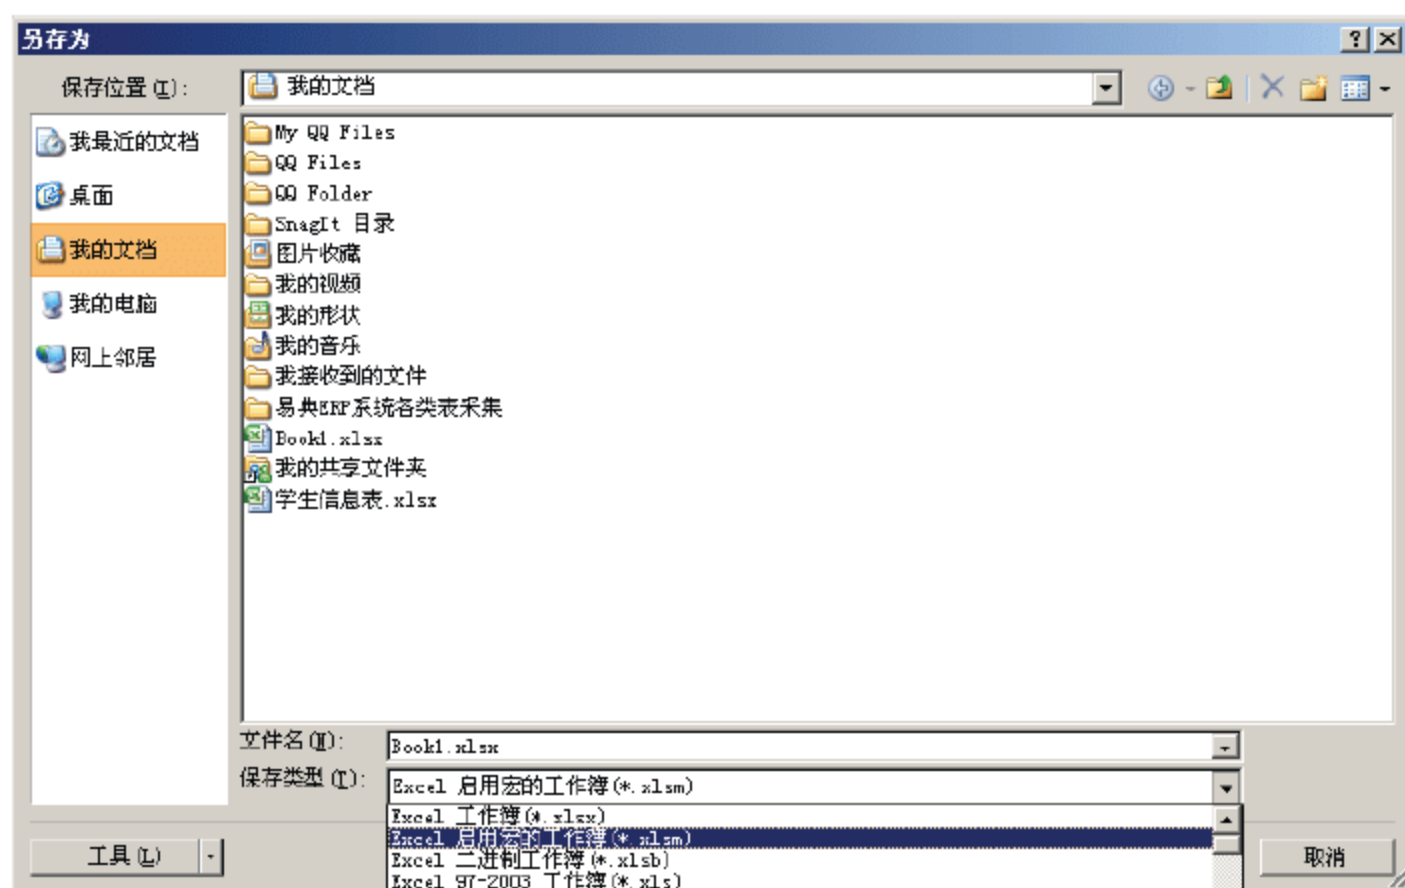 另存为
保存位置(I):
我的文档
我最近的文档
桌面
我的文档
我的电脑
网上邻居
My QQ Files
QQ Files
QQ Folder
SnagIt 目录
图片收藏
我的视频
我的形状
我的音乐
我接收到的文件
易典ERP系统各类表采集
Book1.xlsx
我的共享文件夹
学生信息表.xlsx
文件名(N):
Book1.xlsx
保存类型(T):
Excel 启用宏的工作簿(*.xlsm)
Excel 工作簿(*.xlsx)
Excel 启用宏的工作簿(*.xlsm)
Excel 二进制工作簿(*.xlsb)
Excel 97-2003 工作簿(*.xls)
工具(L)
取消